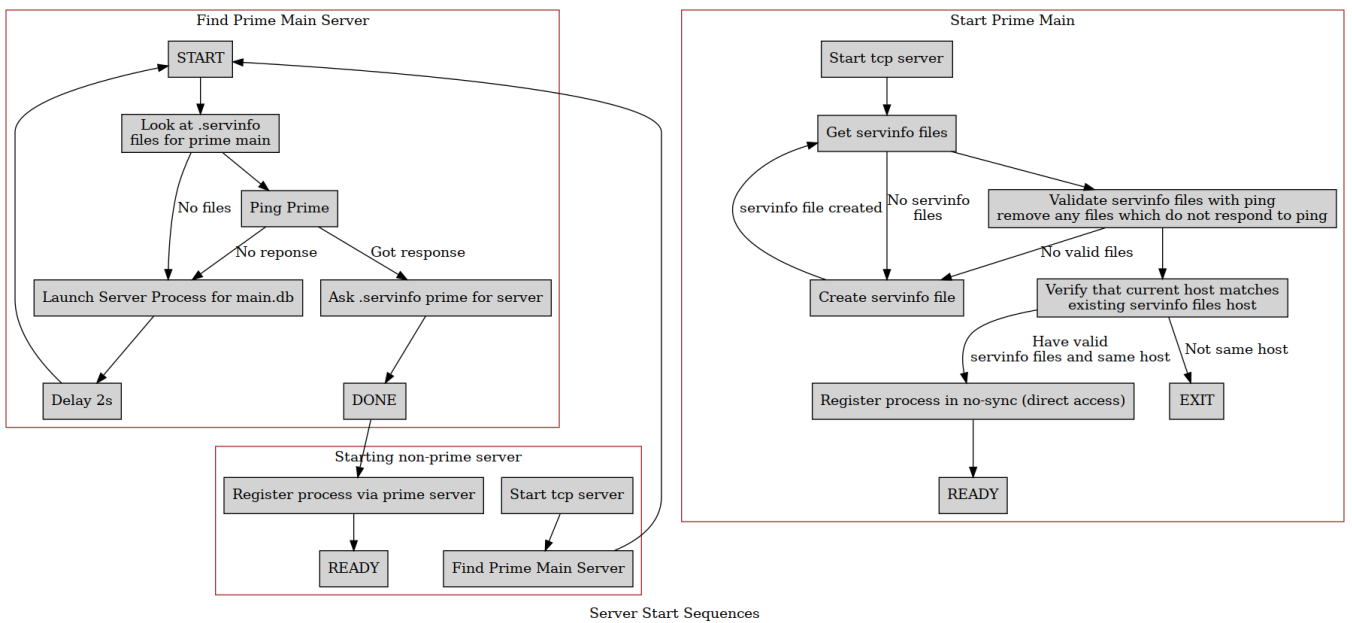 Find Prime Main Server
START
Look at .servinfo
files for prime main
No files
Ping Prime
No reponse
Got response
Launch Server Process for main.db
Ask .servinfo prime for server
Delay 2s
DONE
Starting non-prime server
Register process via prime server
Start tcp server
READY
Find Prime Main Server
Start Prime Main
Start tcp server
Get servinfo files
servinfo file created
No servinfo
files
Validate servinfo files with ping
remove any files which do not respond to ping
No valid files
Create servinfo file
Verify that current host matches
existing servinfo files host
Have valid
servinfo files and same host
Not same host
Register process in no-sync (direct access)
EXIT
READY
Server Start Sequences